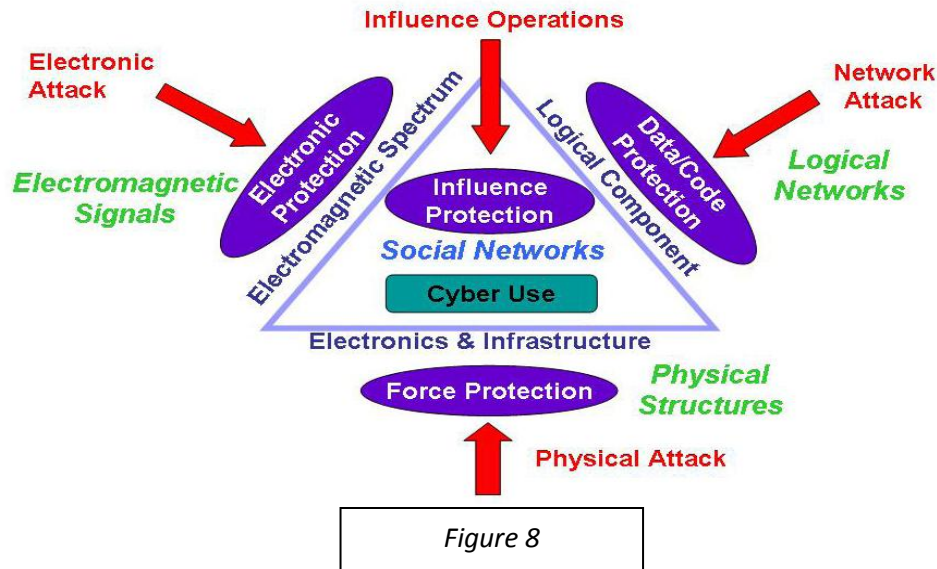 Influence Operations
Electronic
Attack
Network
Attack
Electronic
Protection
Electromagnetic Spectrum
Logical Component
Data/Code
Protection
Electromagnetic
Signals
Logical
Networks
Influence
Protection
Social Networks
Cyber Use
Electronics & Infrastructure
Force Protection
Physical
Structures
Physical Attack
Figure 8